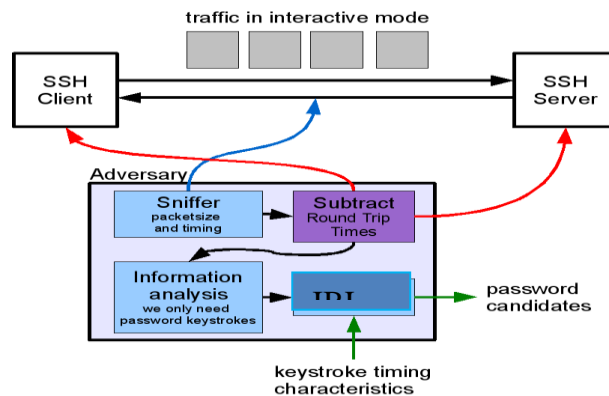 traffic in interactive mode
SSH
Client
SSH
Server
Adversary
Sniffer
packetsize
and timing
Subtract
Round Trip
Times
Information
analysis
we only need
password keystrokes
password
candidates
keystroke timing
characteristics